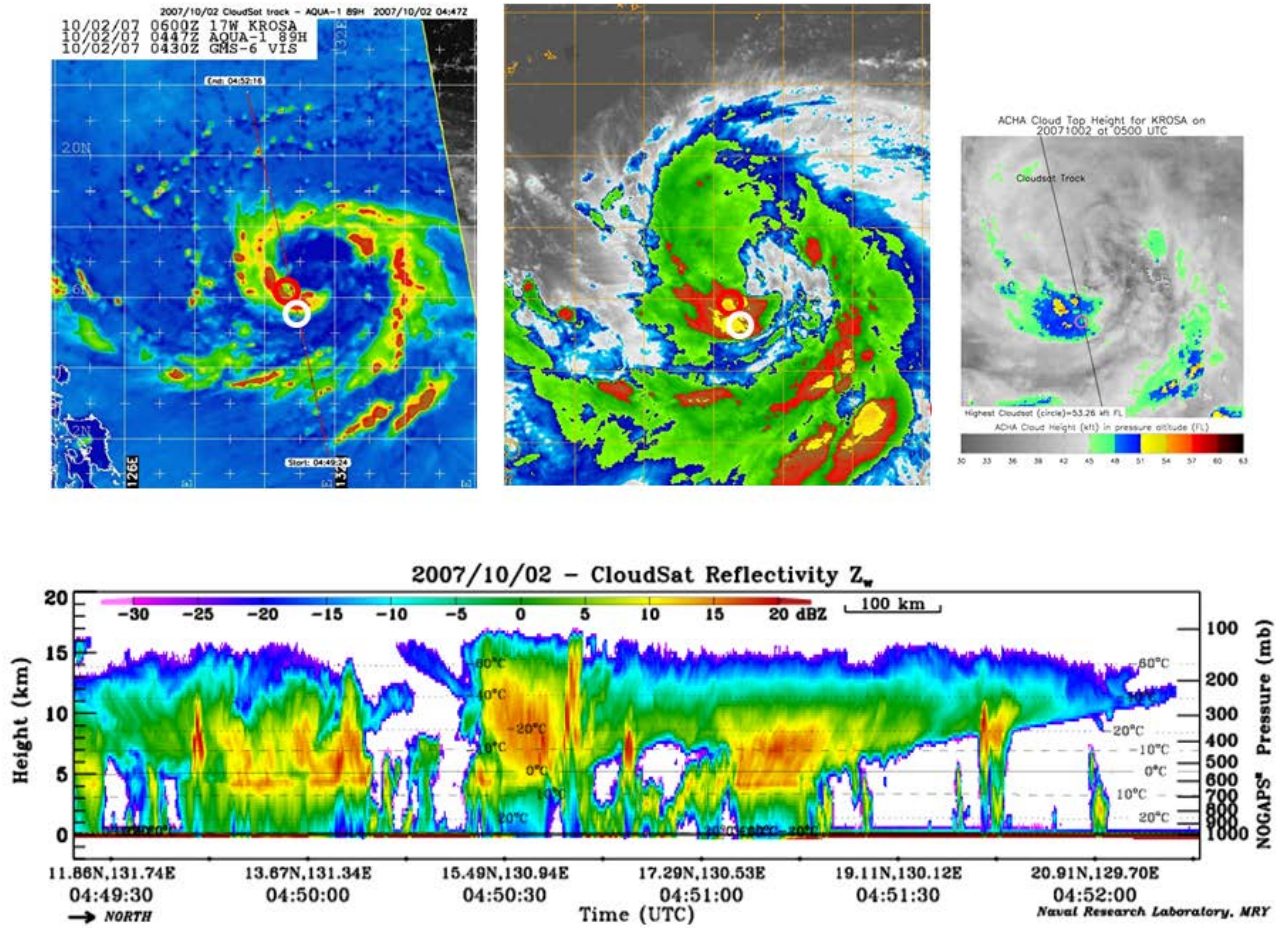 2007/10/02 CloudSat track - AQUA-1 89H 2007/10/02 04:47Z
10/02/07 0600Z 17W KROSA
10/02/07 0447Z AQUA-1 89H
10/02/07 0430Z GMS-6 VIS
132E
End: 04:52:16
20N
Start: 04:49:24
126E
ACHA Cloud Top Height for KROSA on
20071002 at 0500 UTC
Cloudsat Track
Highest Cloudsat (circle)=53.26 kft FL
ACHA Cloud Height (kft) in pressure altitude (FL)
30 33 36 39 42 45 48 51 54 57 60 63
2007/10/02 - CloudSat Reflectivity Zw
-30 -25 -20 -15 -10 -5 0 5 10 15 20 dBZ
100 km
Height (km)
20
15
10
5
0
-60°C
-40°C
-20°C
-10°C
0°C
10°C
20°C
100
200
300
400
500
600
700
800
900
1000
NOGAPS Pressure (mb)
11.86N,131.74E 13.67N,131.34E 15.49N,130.94E 17.29N,130.53E 19.11N,130.12E 20.91N,129.70E
04:49:30 04:50:00 04:50:30 04:51:00 04:51:30 04:52:00
→ NORTH
Time (UTC)
Naval Research Laboratory, MRY